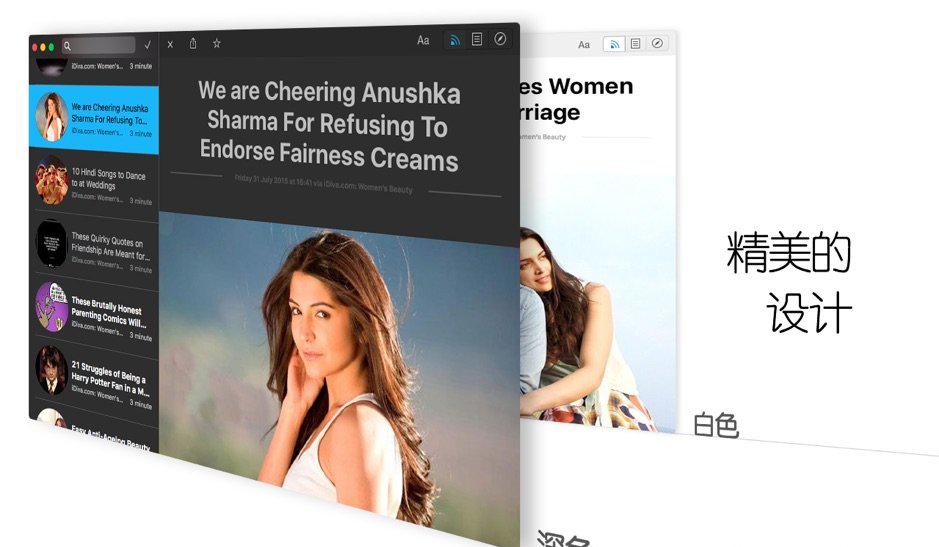 iDiva.com: Women's... 3 minute
We are Cheering Anushka
Sharma For Refusing To...
iDiva.com: Women's... 3 minute
10 Hindi Songs to Dance
to at Weddings
iDiva.com: Women's... 3 minute
These Quirky Quotes on
Friendship Are Meant for...
iDiva.com: Women's... 3 minute
These Brutally Honest
Parenting Comics Will...
iDiva.com: Women's... 3 minute
21 Struggles of Being a
Harry Potter Fan in a M...
iDiva.com: Women's... 3 minute
Easy Anti-Ageing Beauty
Aa
We are Cheering Anushka
Sharma For Refusing To
Endorse Fairness Creams
Friday 31 July 2015 at 16:41 via iDiva.com: Women's Beauty
Aa
es Women
rriage
omen's Beauty
精美的
设计
白色
深色